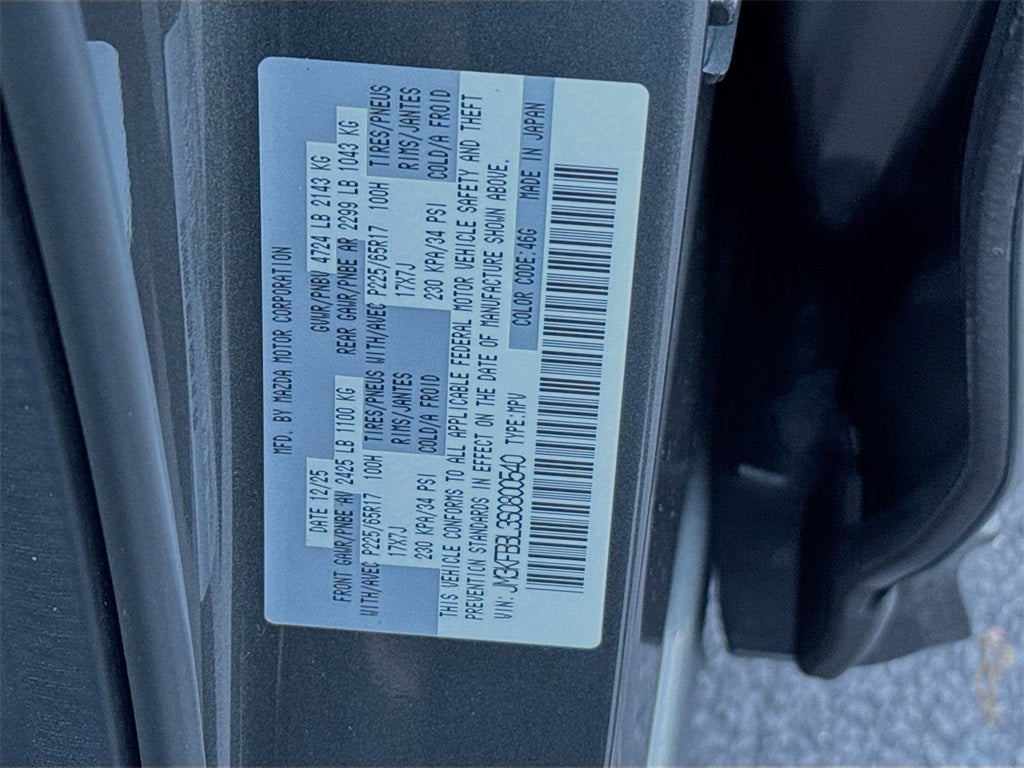 MFD. BY MAZDA MOTOR CORPORATION
DATE 12/25 GVWR/PNBV 4724 LB 2143 KG
FRONT GAWR/PNBE AV 2425 LB 1100 KG REAR GAWR/PNBE AR 2299 LB 1043 KG
WITH/AVEC P225/65R17 100H TIRES/PNEUS WITH/AVEC P225/65R17 100H TIRES/PNEUS
17X7J RIMS/JANTES 17X7J RIMS/JANTES
230 KPA/34 PSI COLD/A FROID 230 KPA/34 PSI COLD/A FROID
THIS VEHICLE CONFORMS TO ALL APPLICABLE FEDERAL MOTOR VEHICLE SAFETY AND THEFT
PREVENTION STANDARDS IN EFFECT ON THE DATE OF MANUFACTURE SHOWN ABOVE.
VIN: JM3KFB3L3S0800540 TYPE:MPV COLOR CODE:46G MADE IN JAPAN